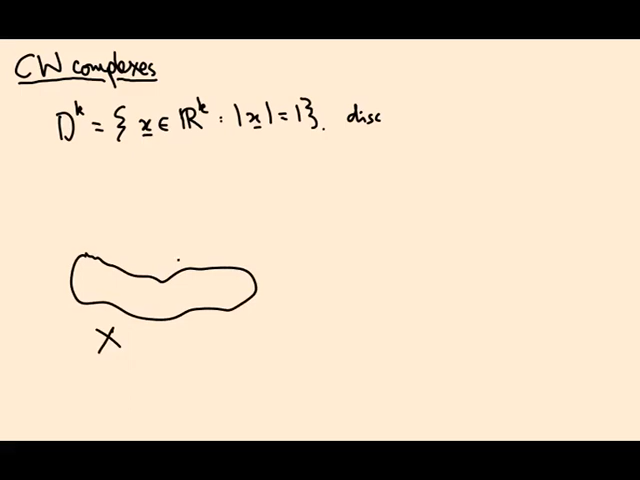 CW complexes
D^k = { x ∈ ℝ^k : |x| = 1 }. disc
X